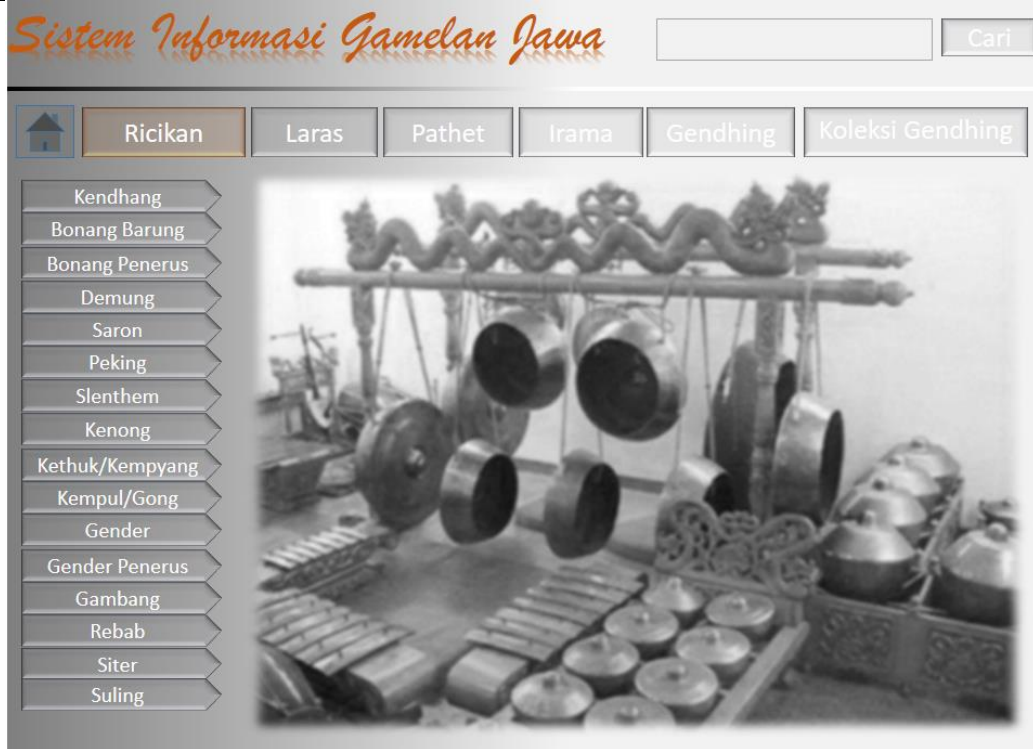 Sistem Informasi Gamelan Jawa
Cari
Ricikan
Laras
Pathet
Irama
Gendhing
Koleksi Gendhing
Kendhang
Bonang Barung
Bonang Penerus
Demung
Saron
Peking
Slenthem
Kenong
Kethuk/Kempyang
Kempul/Gong
Gender
Gender Penerus
Gambang
Rebab
Siter
Suling